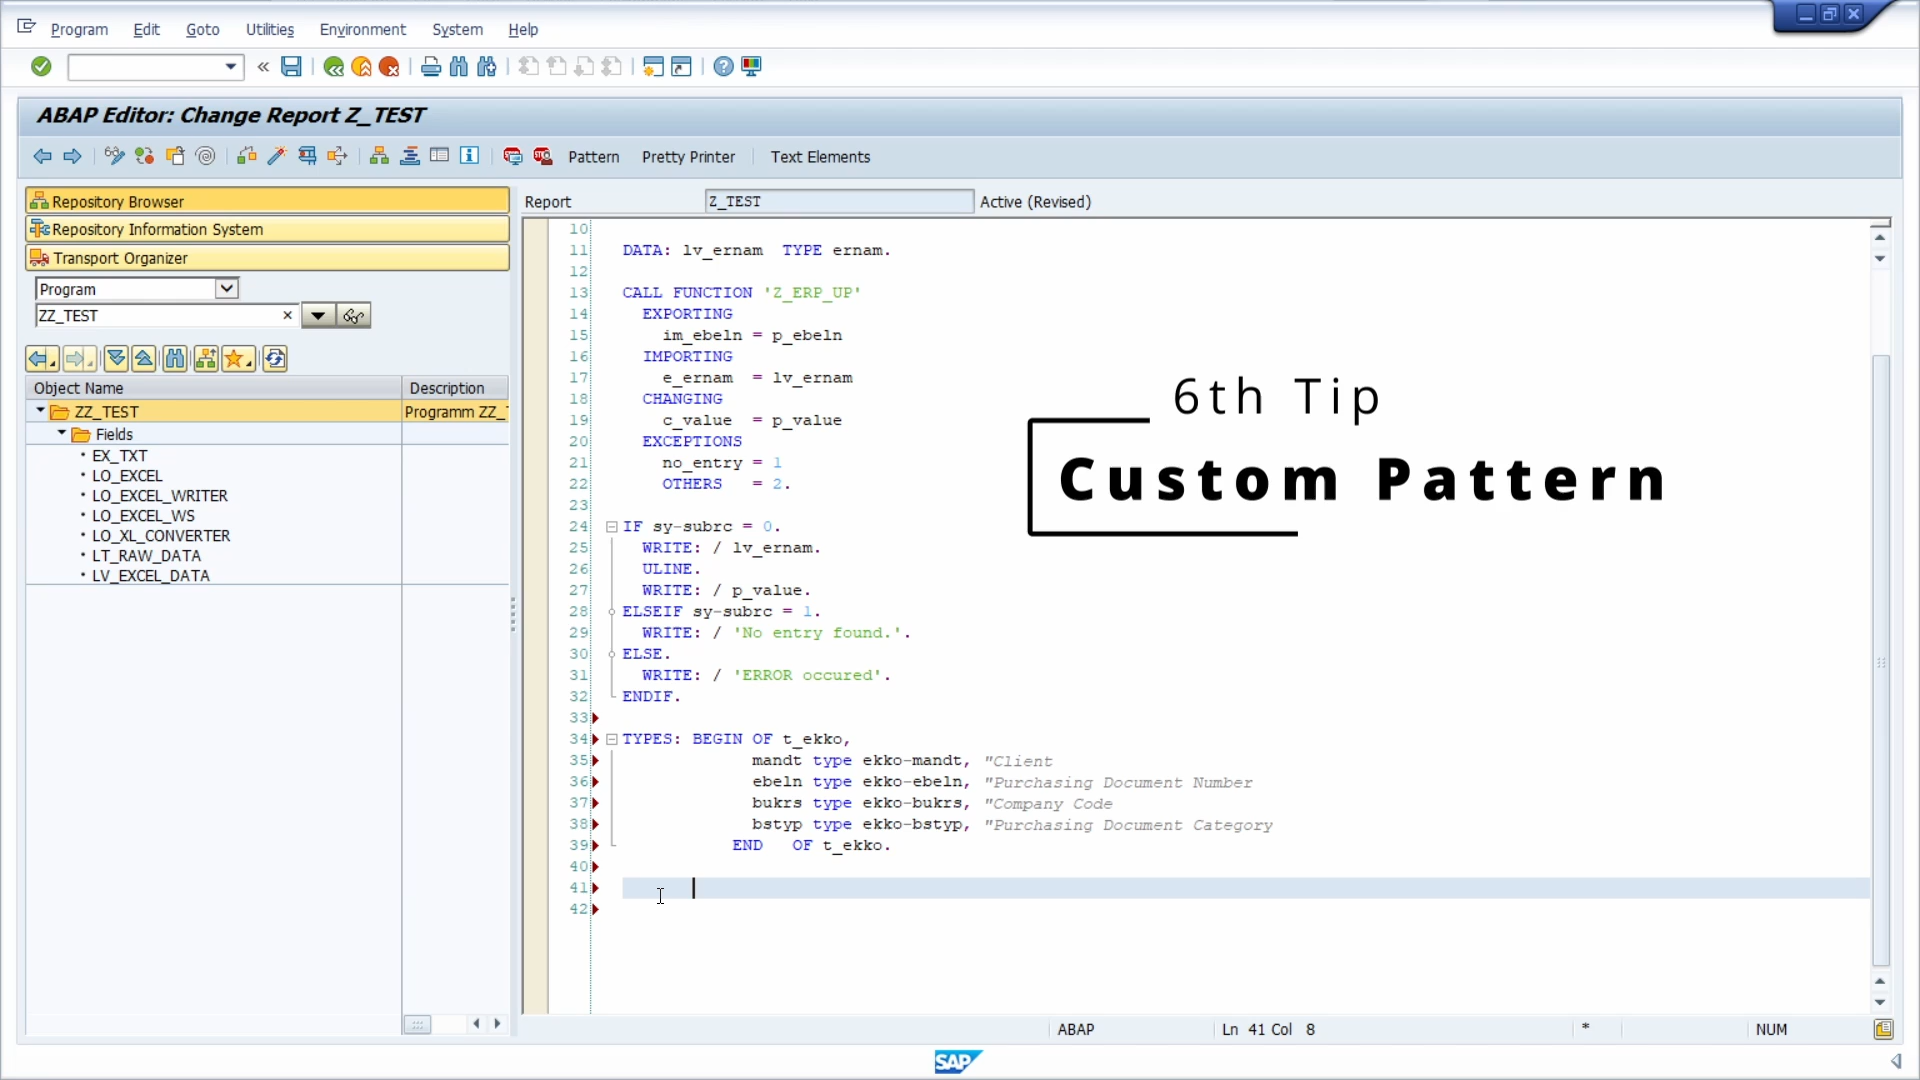 Program Edit Goto Utilities Environment System Help
ABAP Editor: Change Report Z_TEST
Pattern Pretty Printer Text Elements
Repository Browser
Repository Information System
Transport Organizer
Program
ZZ_TEST
Object Name Description
ZZ_TEST Programm ZZ_T
Fields
EX_TXT
LO_EXCEL
LO_EXCEL_WRITER
LO_EXCEL_WS
LO_XL_CONVERTER
LT_RAW_DATA
LV_EXCEL_DATA
Report Z_TEST Active (Revised)
10
11 DATA: lv_ernam  TYPE ernam.
12
13 CALL FUNCTION 'Z_ERP_UP'
14 EXPORTING
15 im_ebeln = p_ebeln
16 IMPORTING
17 e_ernam  = lv_ernam
18 CHANGING
19 c_value  = p_value
20 EXCEPTIONS
21 no_entry = 1
22 OTHERS   = 2.
23
24 IF sy-subrc = 0.
25 WRITE: / lv_ernam.
26 ULINE.
27 WRITE: / p_value.
28 ELSEIF sy-subrc = 1.
29 WRITE: / 'No entry found.'.
30 ELSE.
31 WRITE: / 'ERROR occured'.
32 ENDIF.
33
34 TYPES: BEGIN OF t_ekko,
35 mandt type ekko-mandt, "Client
36 ebeln type ekko-ebeln, "Purchasing Document Number
37 bukrs type ekko-bukrs, "Company Code
38 bstyp type ekko-bstyp, "Purchasing Document Category
39 END   OF t_ekko.
40
41
42
6th Tip
Custom Pattern
ABAP Ln 41 Col 8 * NUM
SAP